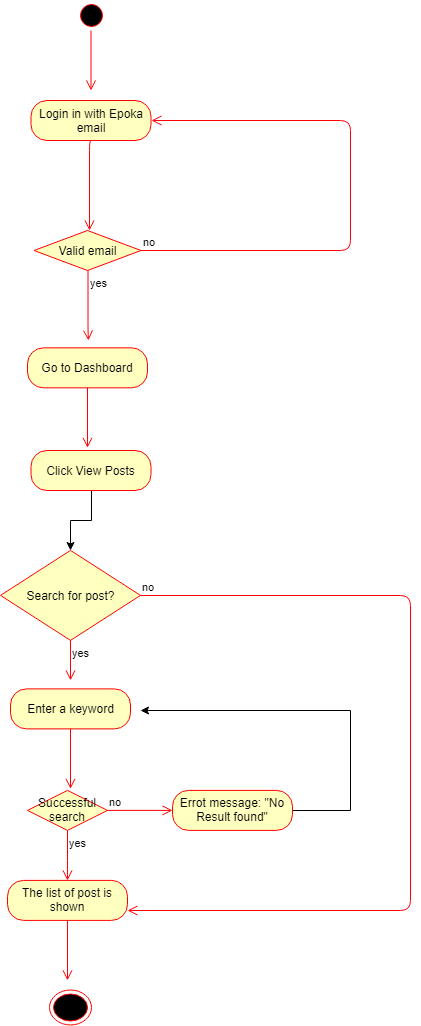 Login in with Epoka
email
Valid email
no
yes
Go to Dashboard
Click View Posts
Search for post?
no
yes
Enter a keyword
Successful
search
no
Errot message: "No
Result found"
yes
The list of post is
shown